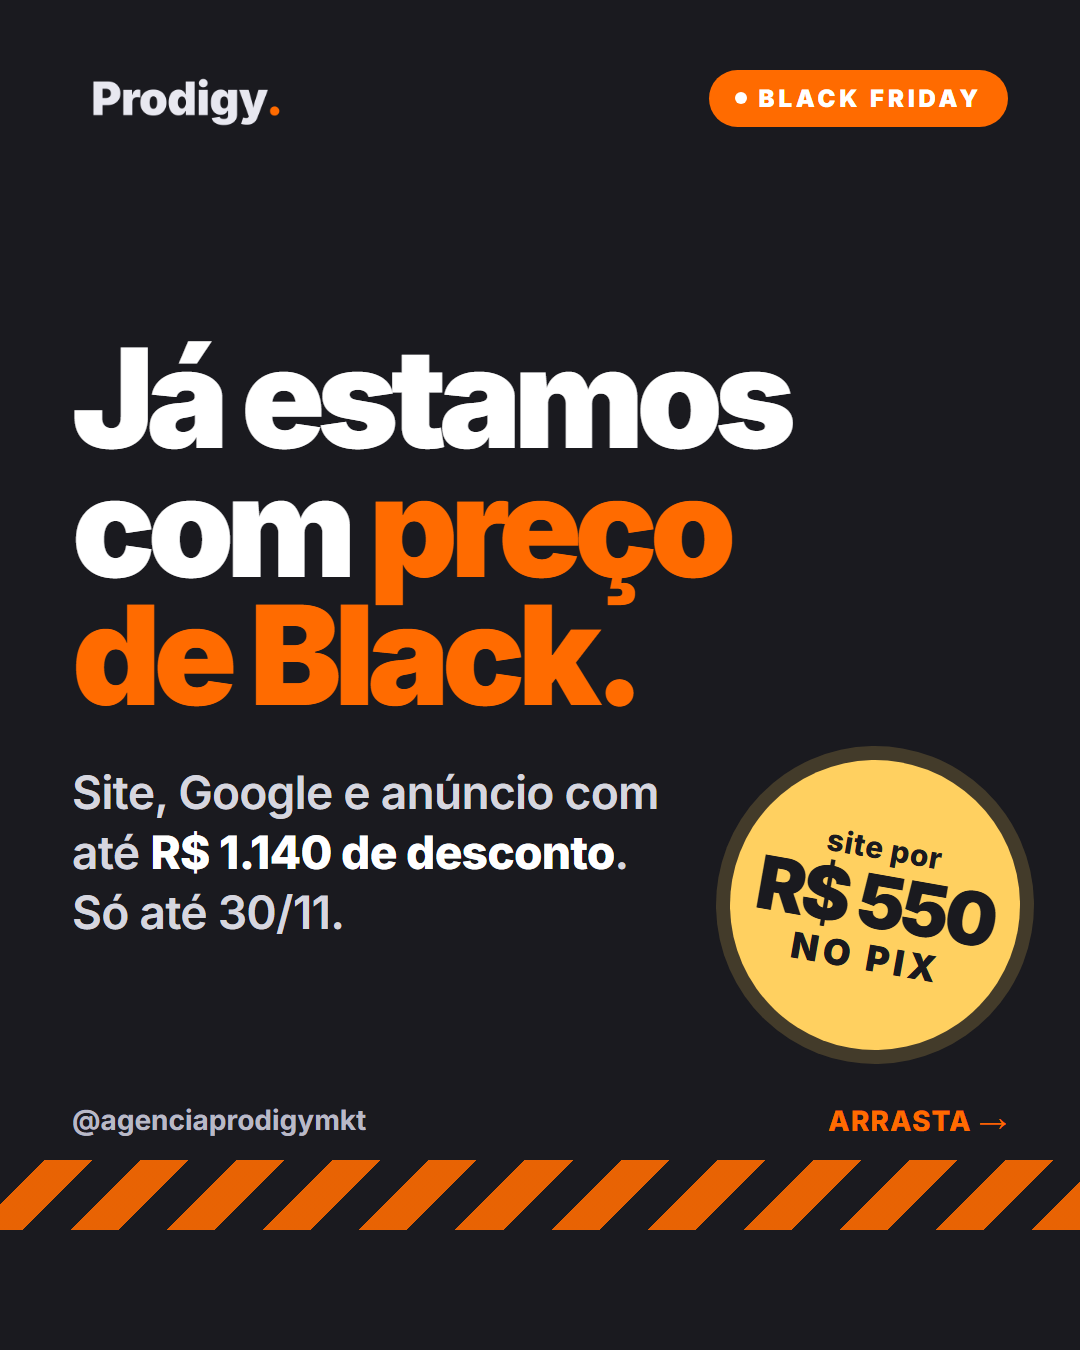 Prodigy.
BLACK FRIDAY
Já estamos
com preço
de Black.
Site, Google e anúncio com
até R$ 1.140 de desconto.
Só até 30/11.
site por
R$ 550
NO PIX
@agenciaprodigymkt
ARRASTA →